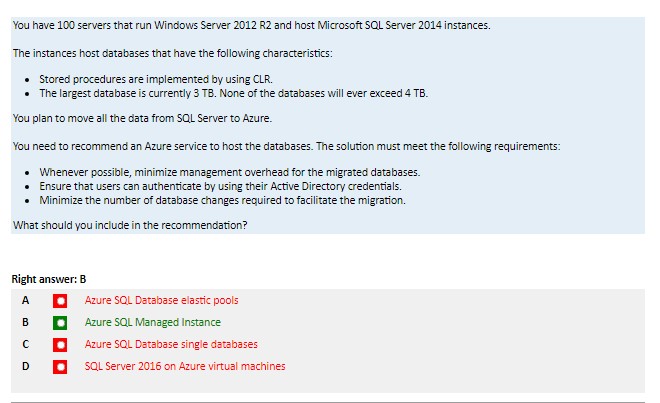 You have 100 servers that run Windows Server 2012 R2 and host Microsoft SQL Server 2014 instances.
The instances host databases that have the following characteristics:
• Stored procedures are implemented by using CLR.
• The largest database is currently 3 TB. None of the databases will ever exceed 4 TB.
You plan to move all the data from SQL Server to Azure.
You need to recommend an Azure service to host the databases. The solution must meet the following requirements:
• Whenever possible, minimize management overhead for the migrated databases.
• Ensure that users can authenticate by using their Active Directory credentials.
• Minimize the number of database changes required to facilitate the migration.
What should you include in the recommendation?
Right answer: B
A Azure SQL Database elastic pools
B Azure SQL Managed Instance
C Azure SQL Database single databases
D SQL Server 2016 on Azure virtual machines